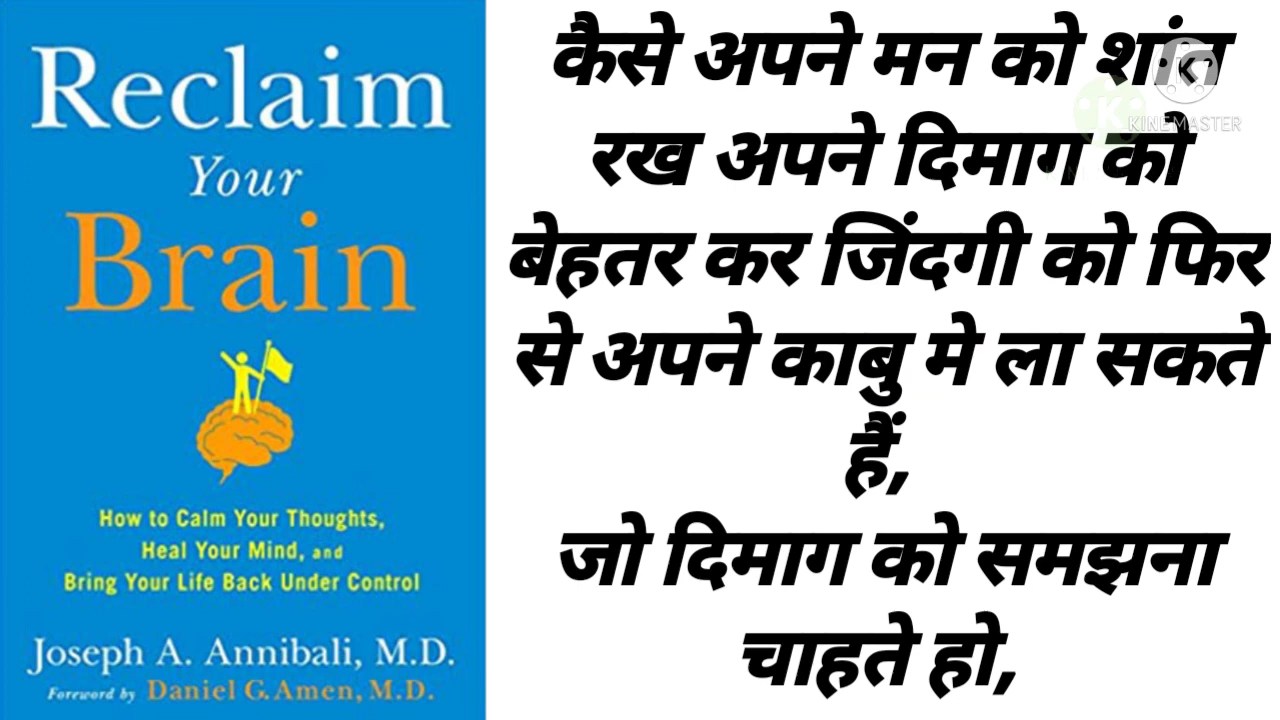 Reclaim
Your
Brain
How to Calm Your Thoughts,
Heal Your Mind, and
Bring Your Life Back Under Control
Joseph A. Annibali, M.D.
Foreword by Daniel G. Amen, M.D.
कैसे अपने मन को शांत
रख अपने दिमाग को
बेहतर कर जिंदगी को फिर
से अपने काबु मे ला सकते
हैं,
जो दिमाग को समझना
चाहते हो,
K
K
KINEMASTER